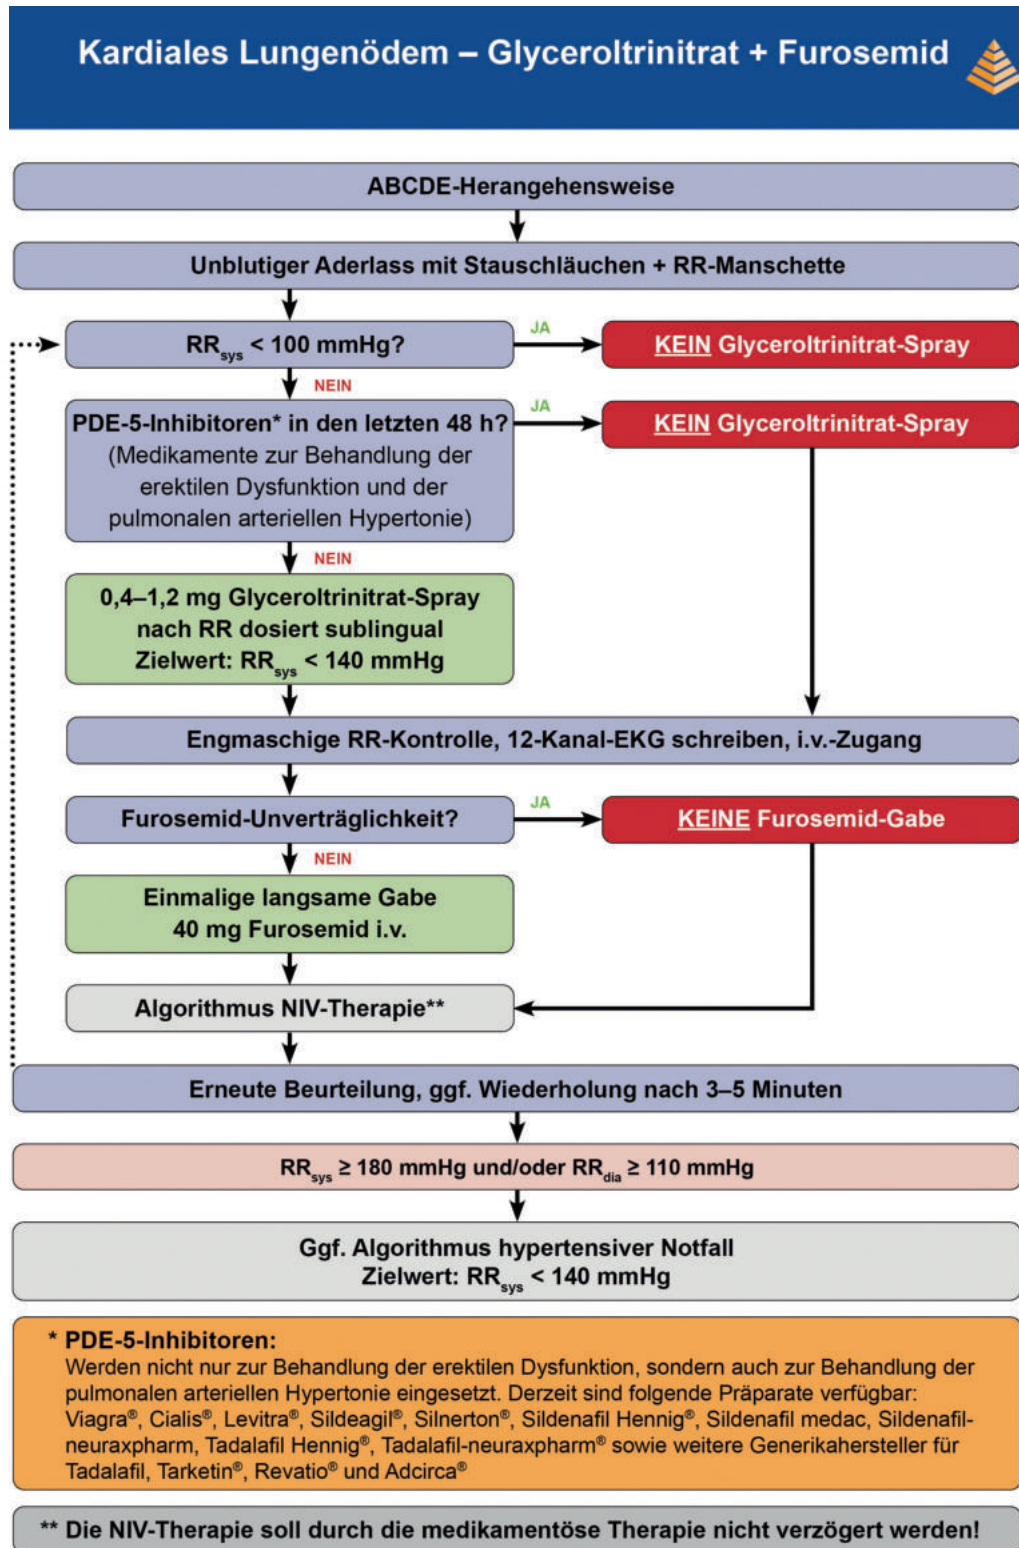 Kardiales Lungenödem – Glyceroltrinitrat + Furosemid
ABCDE-Herangehensweise
Unblutiger Aderlass mit Stauschläuchen + RR-Manschette
RRsys < 100 mmHg?
JA
KEIN Glyceroltrinitrat-Spray
NEIN
PDE-5-Inhibitoren* in den letzten 48 h?
(Medikamente zur Behandlung der
erektilen Dysfunktion und der
pulmonalen arteriellen Hypertonie)
JA
KEIN Glyceroltrinitrat-Spray
NEIN
0,4–1,2 mg Glyceroltrinitrat-Spray
nach RR dosiert sublingual
Zielwert: RRsys < 140 mmHg
Engmaschige RR-Kontrolle, 12-Kanal-EKG schreiben, i.v.-Zugang
Furosemid-Unverträglichkeit?
JA
KEINE Furosemid-Gabe
NEIN
Einmalige langsame Gabe
40 mg Furosemid i.v.
Algorithmus NIV-Therapie**
Erneute Beurteilung, ggf. Wiederholung nach 3–5 Minuten
RRsys ≥ 180 mmHg und/oder RRdia ≥ 110 mmHg
Ggf. Algorithmus hypertensiver Notfall
Zielwert: RRsys < 140 mmHg
* PDE-5-Inhibitoren:
Werden nicht nur zur Behandlung der erektilen Dysfunktion, sondern auch zur Behandlung der
pulmonalen arteriellen Hypertonie eingesetzt. Derzeit sind folgende Präparate verfügbar:
Viagra®, Cialis®, Levitra®, Sildeagil®, Silnerton®, Sildenafil Hennig®, Sildenafil medac, Sildenafil-
neuraxpharm, Tadalafil Hennig®, Tadalafil-neuraxpharm® sowie weitere Generikahersteller für
Tadalafil, Tarketin®, Revatio® und Adcirca®
** Die NIV-Therapie soll durch die medikamentöse Therapie nicht verzögert werden!